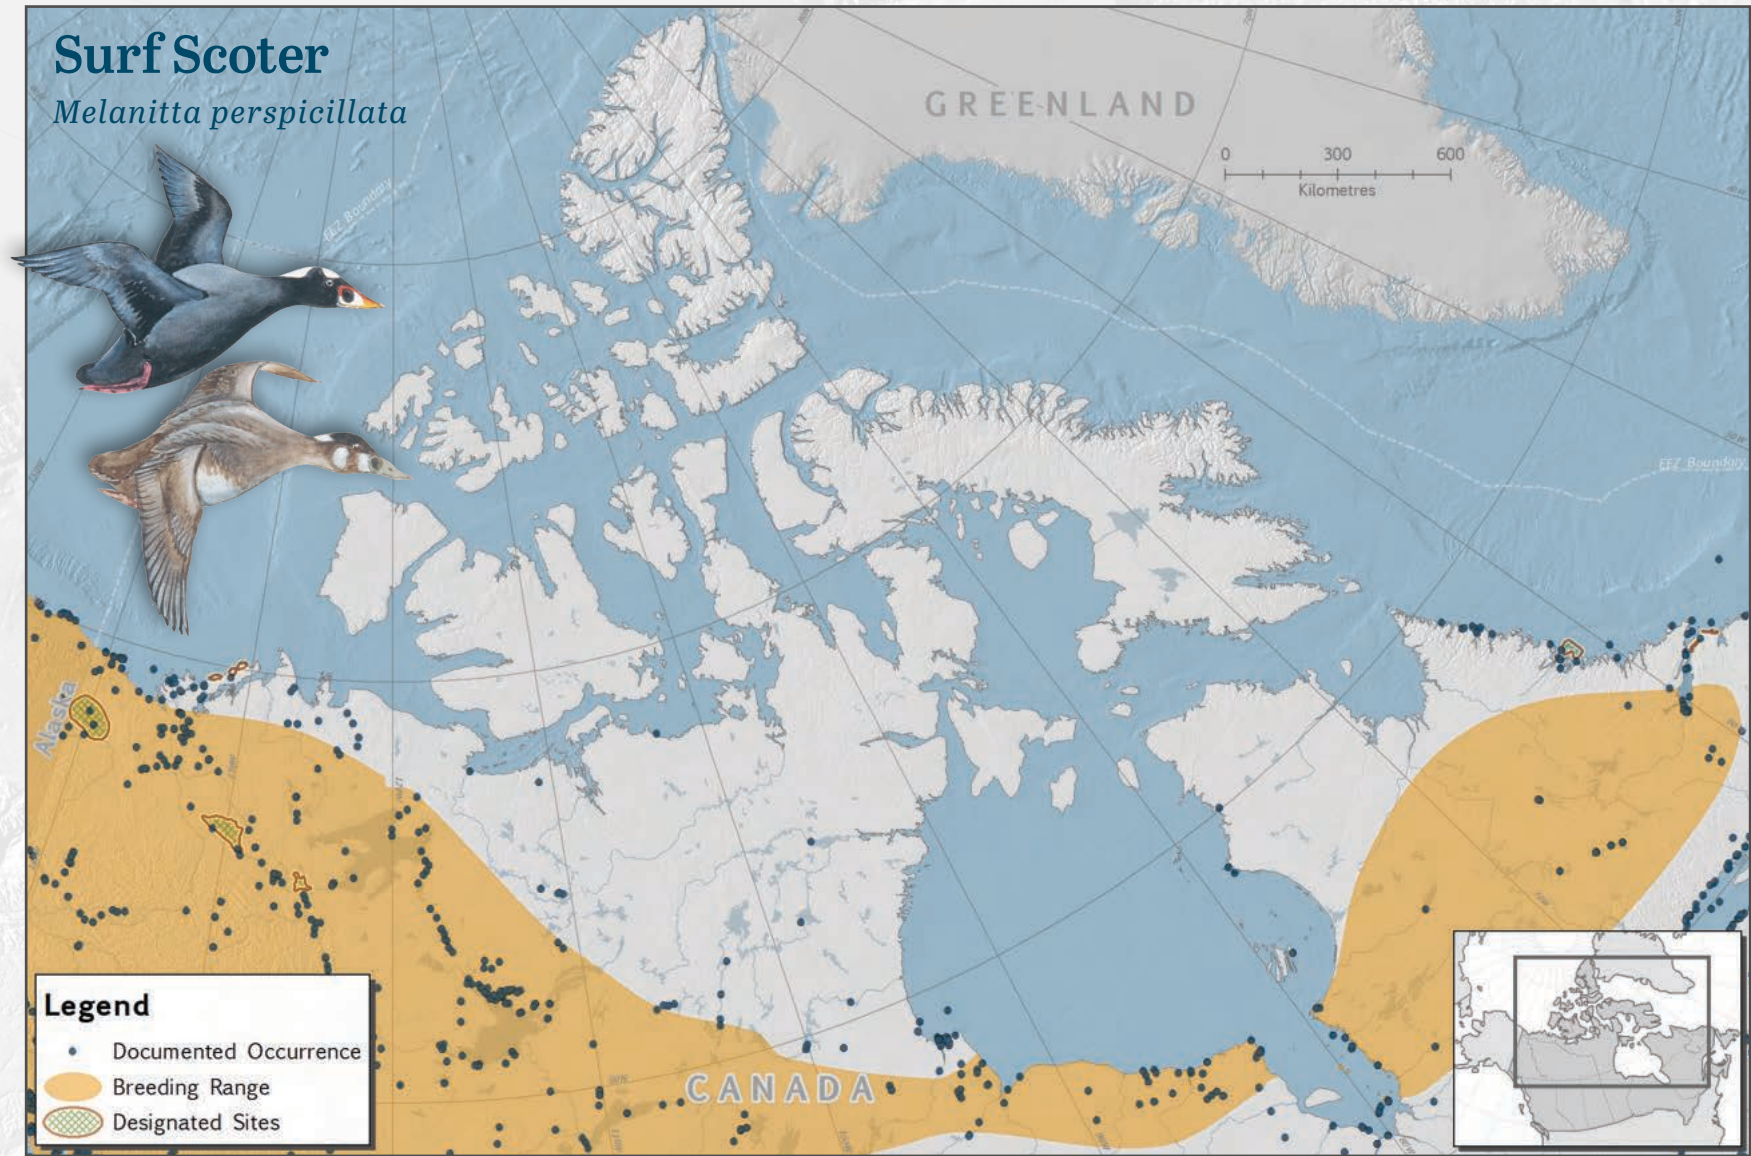 Surf Scoter
Melanitta perspicillata
GREENLAND
0 300 600
Kilometres
EEZ Boundary
EEZ Boundary
Alaska
CANADA
Legend
Documented Occurrence
Breeding Range
Designated Sites